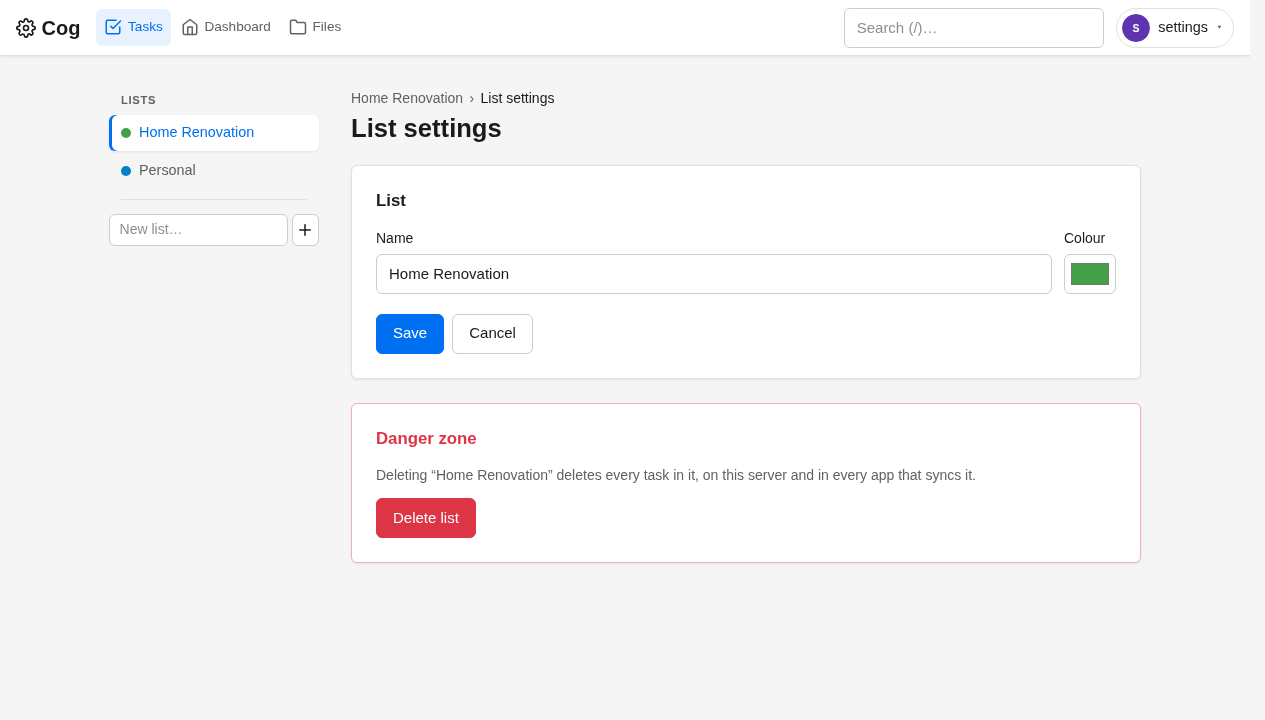 Cog
Tasks
Dashboard
Files
Search (/)…
S
settings
LISTS
Home Renovation
Personal
New list…
Home Renovation › List settings
List settings
List
Name
Colour
Home Renovation
Save
Cancel
Danger zone
Deleting “Home Renovation” deletes every task in it, on this server and in every app that syncs it.
Delete list